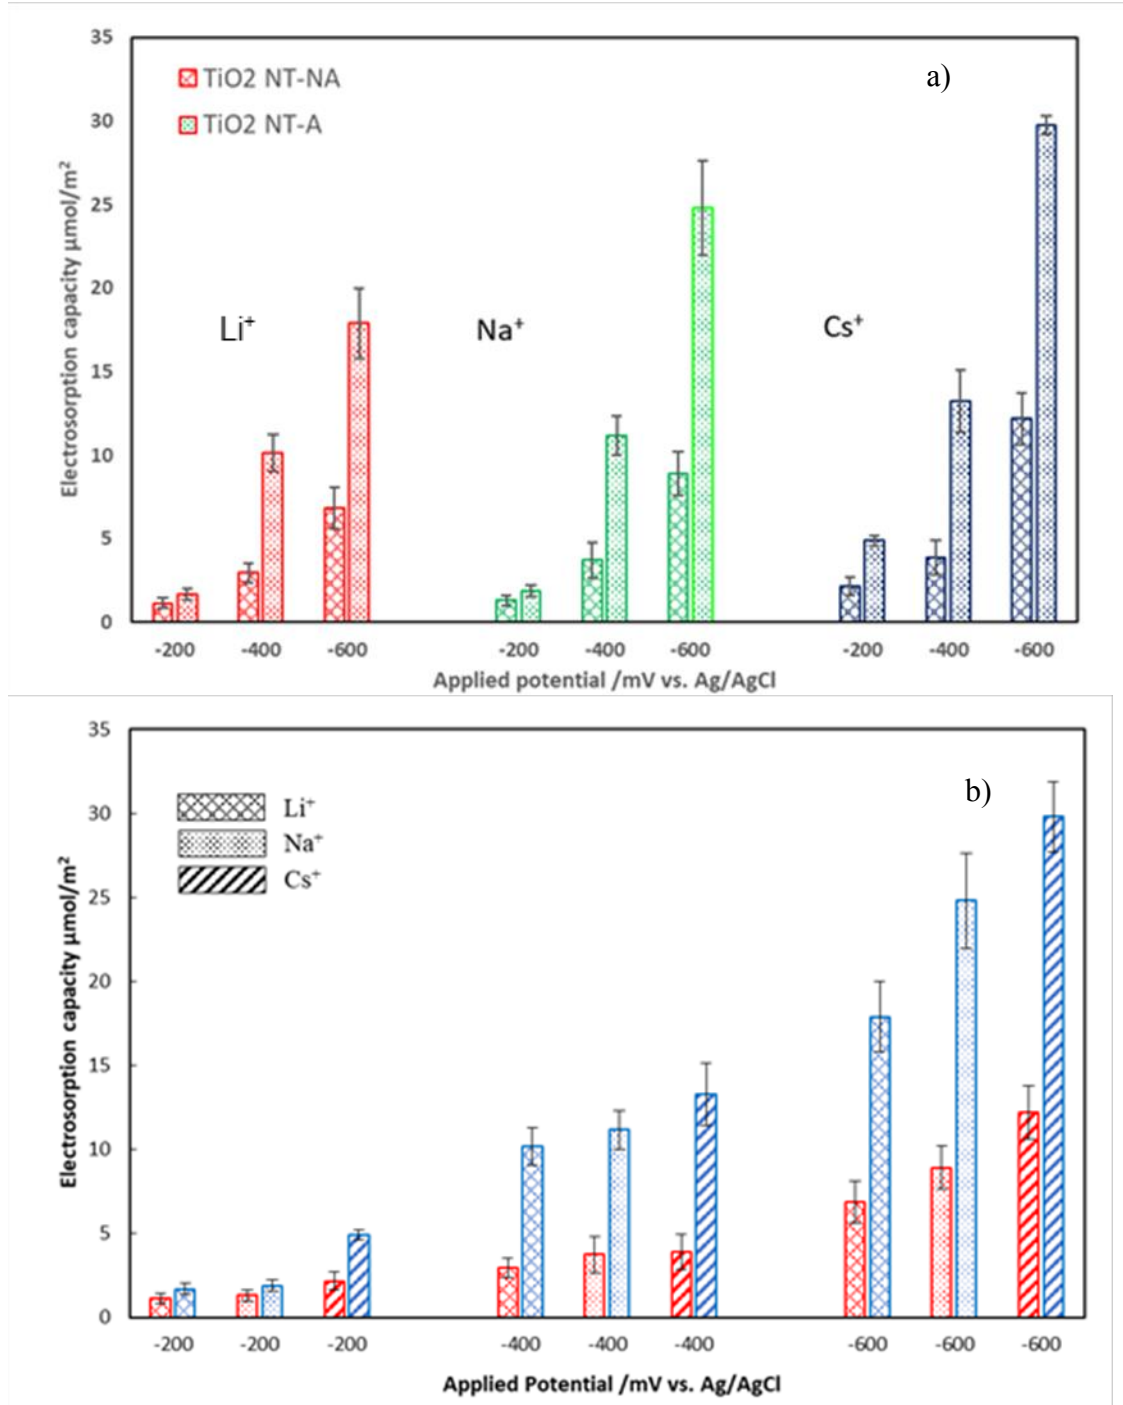 35
a)
TiO2 NT-NA
TiO2 NT-A
30
25
20
15
10
5
0
Electrosorption capacity µmol/m²
Li⁺
Na⁺
Cs⁺
-200 -400 -600 -200 -400 -600 -200 -400 -600
Applied potential /mV vs. Ag/AgCl
35
b)
Li⁺
Na⁺
Cs⁺
30
25
20
15
10
5
0
Electrosorption capacity µmol/m²
-200 -200 -200 -400 -400 -400 -600 -600 -600
Applied Potential /mV vs. Ag/AgCl